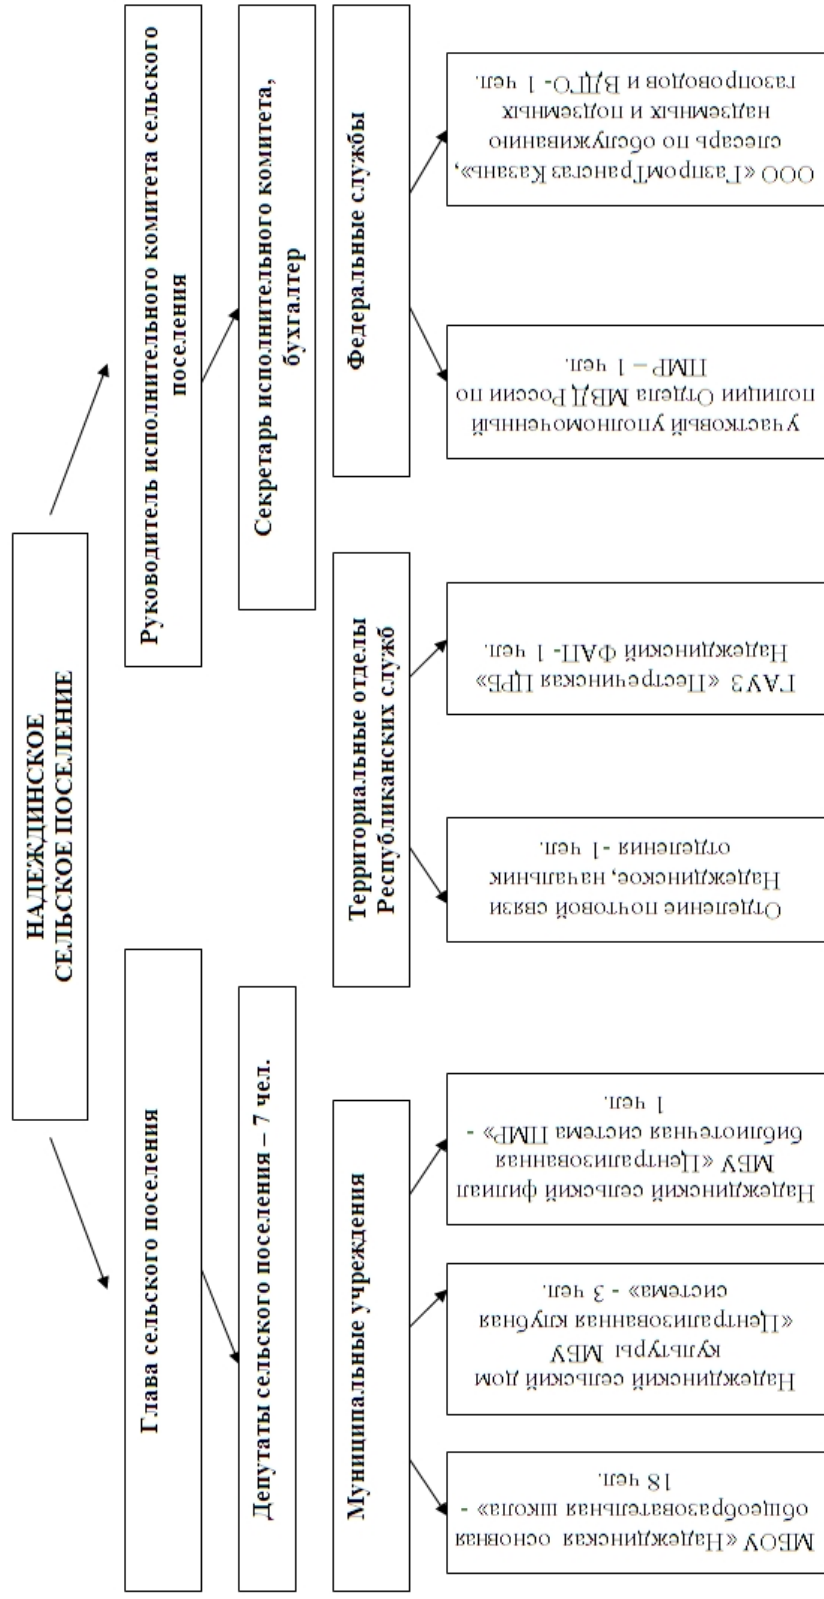 НАДЕЖДИНСКОЕ
СЕЛЬСКОЕ ПОСЕЛЕНИЕ
Глава сельского поселения
Руководитель исполнительного комитета сельского
поселения
Депутаты сельского поселения – 7 чел.
Секретарь исполнительного комитета,
бухгалтер
Муниципальные учреждения
Территориальные отделы
Республиканских служб
Федеральные службы
МБОУ «Надеждинская основная
общеобразовательная школа» -
18 чел.
Надеждинский сельский дом
культуры МБУ
«Централизованная клубная
система» - 3 чел.
Надеждинский сельский филиал
МБУ «Централизованная
библиотечная система ПМР» -
1 чел.
Отделение почтовой связи
Надеждинское, начальник
отделения -1 чел.
ГАУЗ «Пестречинская ЦРБ»
Надеждинский ФАП- 1 чел.
участковый уполномоченный
полиции Отдела МВД России по
ПМР – 1 чел.
ООО «ГазпромТрансгаз Казань»,
слесарь по обслуживанию
надземных и подземных
газопроводов и ВДГО- 1 чел.